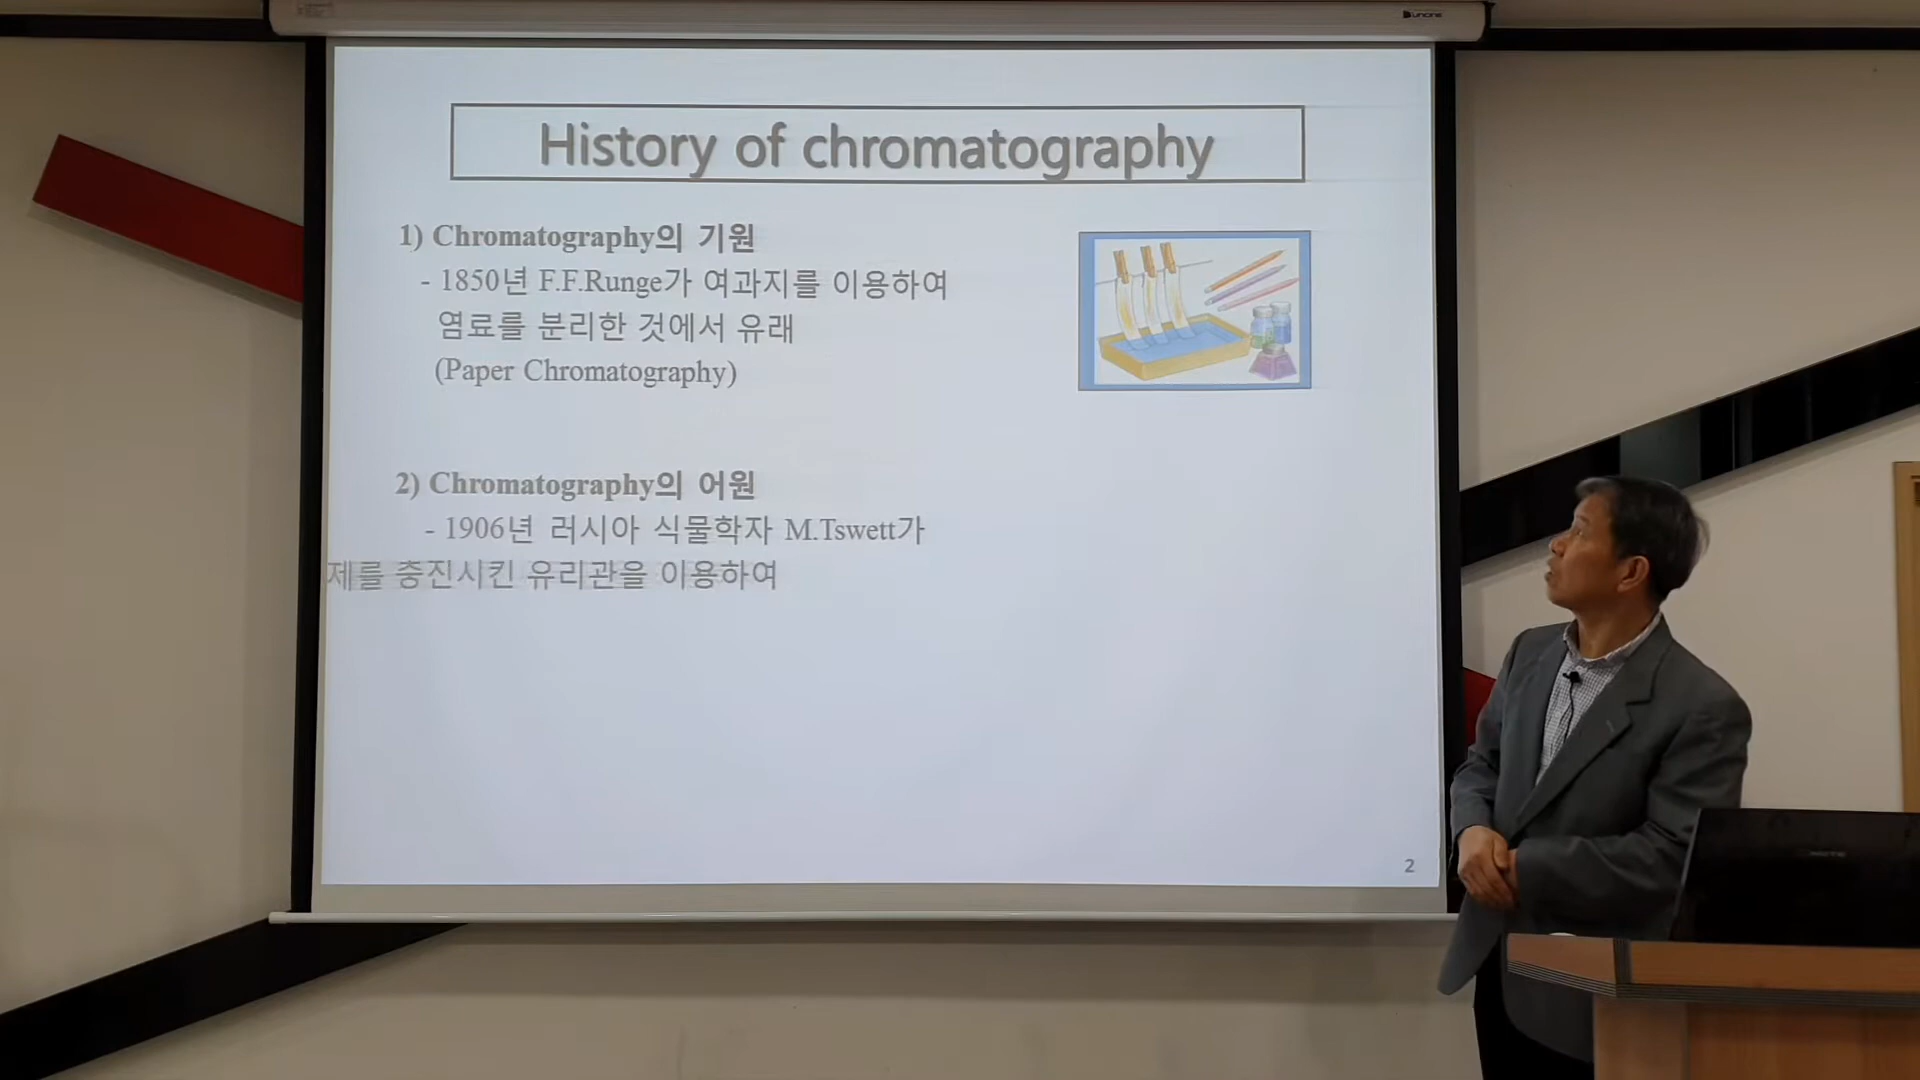 History of chromatography
1) Chromatography의 기원
- 1850년 F.F.Runge가 여과지를 이용하여
염료를 분리한 것에서 유래
(Paper Chromatography)
2) Chromatography의 어원
- 1906년 러시아 식물학자 M.Tswett가
제를 충진시킨 유리관을 이용하여
2